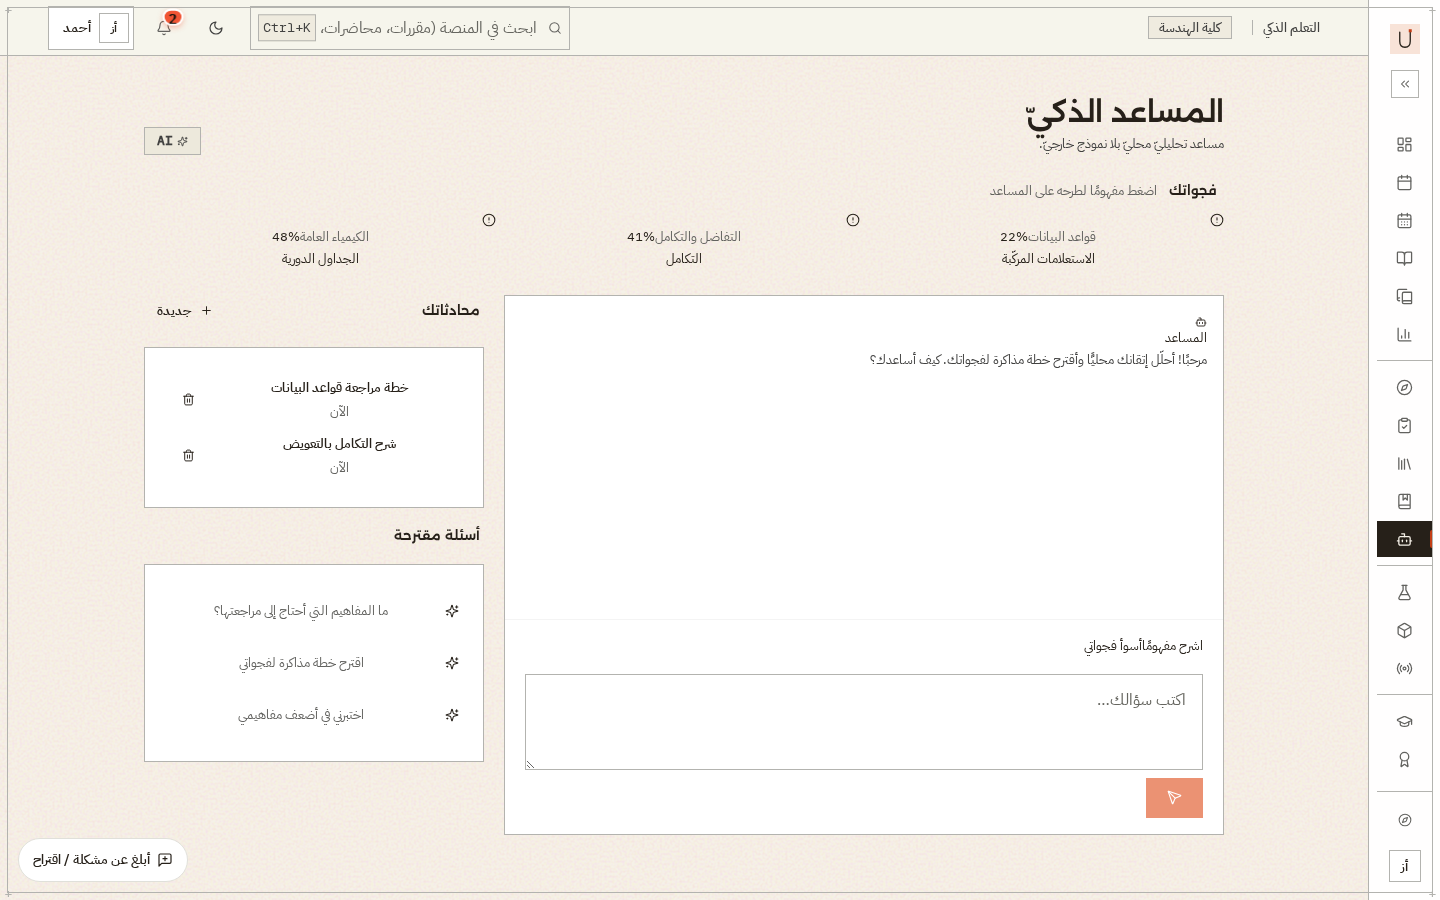 التعلم الذكي
كلية الهندسة
ابحث في المنصة (مقررات، محاضرات،
Ctrl+K
2
أز
أحمد
المساعد الذكيّ
مساعد تحليليّ محليّ بلا نموذج خارجيّ.
AI
فجواتك
اضغط مفهومًا لطرحه على المساعد
قواعد البيانات 22%
الاستعلامات المركّبة
التفاضل والتكامل 41%
التكامل
الكيمياء العامة 48%
الجداول الدورية
المساعد
مرحبًا! أحلّل إتقانك محليًّا وأقترح خطة مذاكرة لفجواتك. كيف أساعدك؟
اشرح مفهومًا
أسوأ فجواتي
اكتب سؤالك...
محادثاتك
جديدة
خطة مراجعة قواعد البيانات
الآن
شرح التكامل بالتعويض
الآن
أسئلة مقترحة
ما المفاهيم التي أحتاج إلى مراجعتها؟
اقترح خطة مذاكرة لفجواتي
اختبرني في أضعف مفاهيمي
أبلغ عن مشكلة / اقتراح
أز